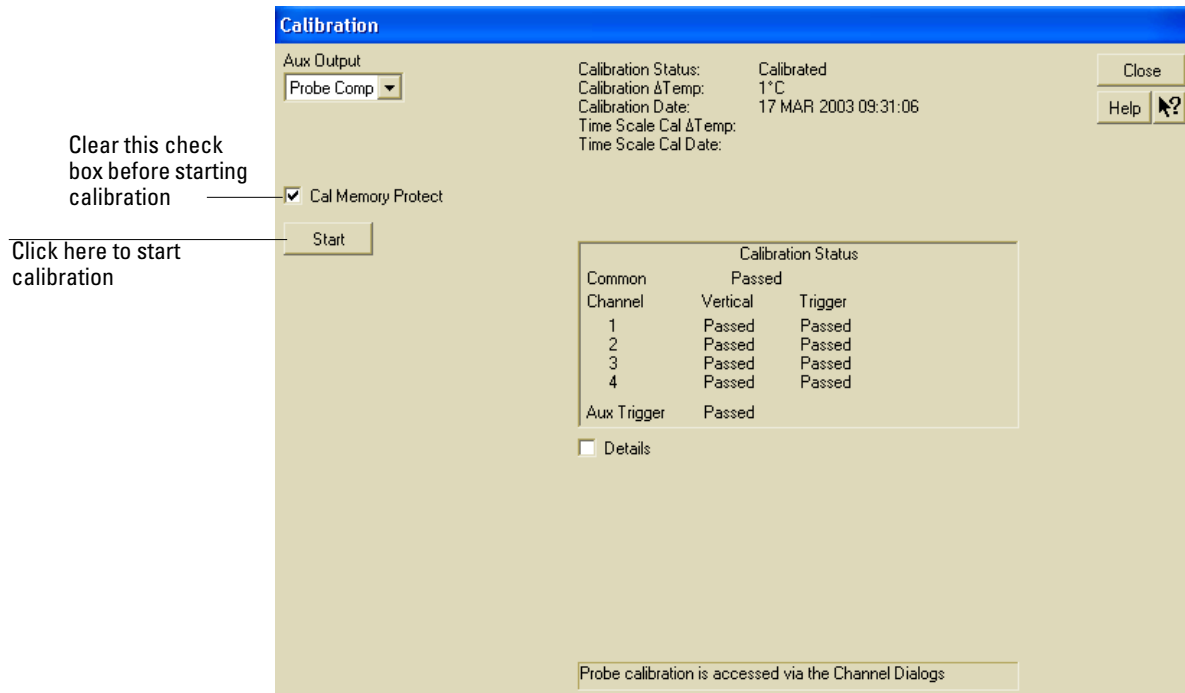 Calibration
Aux Output
Probe Comp
Calibration Status: Calibrated
Calibration ΔTemp: 1°C
Calibration Date: 17 MAR 2003 09:31:06
Time Scale Cal ΔTemp:
Time Scale Cal Date:
Close
Help
?
Clear this check
box before starting
calibration
Cal Memory Protect
Start
Click here to start
calibration
Calibration Status
Common Passed
Channel Vertical Trigger
1 Passed Passed
2 Passed Passed
3 Passed Passed
4 Passed Passed
Aux Trigger Passed
Details
Probe calibration is accessed via the Channel Dialogs